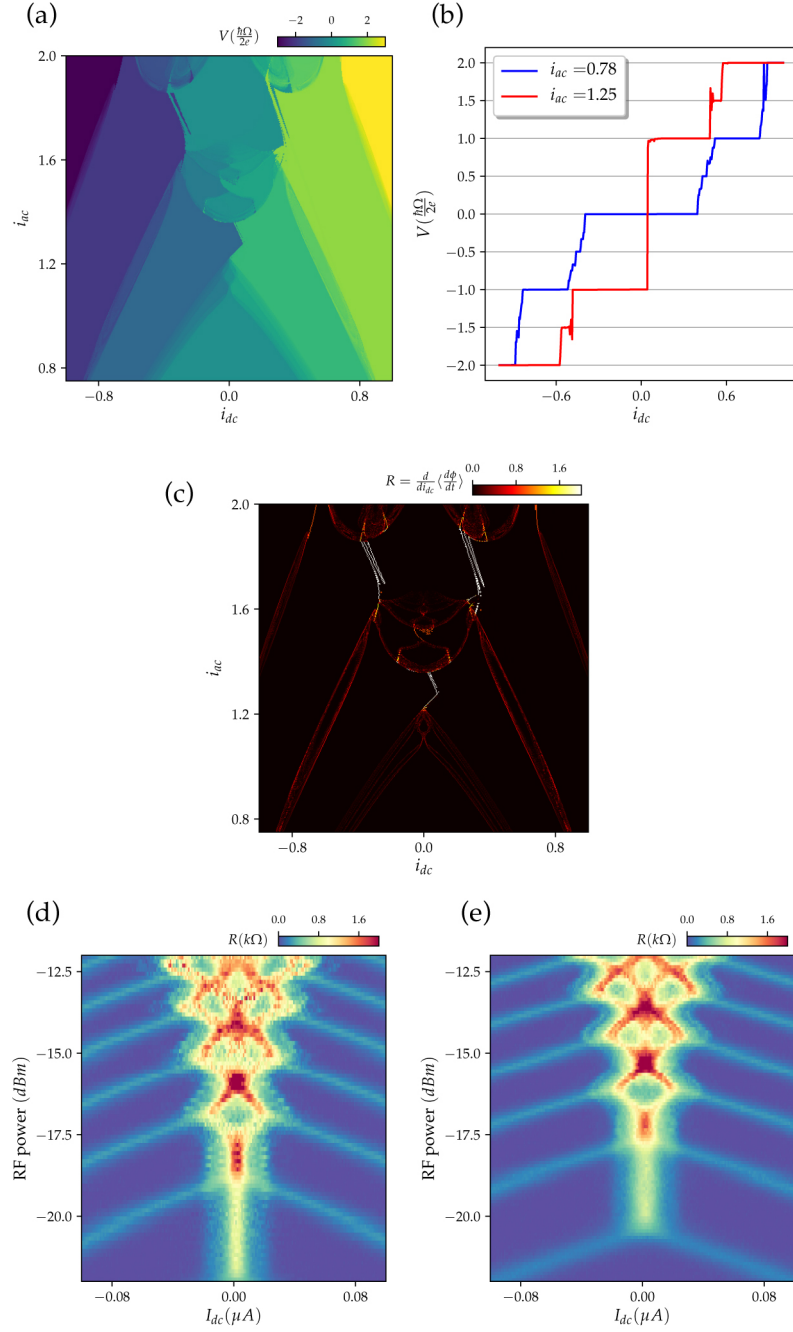 (a)
V(ℏΩ/2e)
−2 0 2
2.0
1.6
1.2
0.8
i_ac
−0.8 0.0 0.8
i_dc
(b)
i_ac =0.78
i_ac =1.25
2.0
1.5
1.0
0.5
0.0
−0.5
−1.0
−1.5
−2.0
V(ℏΩ/2e)
−0.6 0.0 0.6
i_dc
(c)
R = d/di_dc ⟨dϕ/dt⟩
0.0 0.8 1.6
2.0
1.6
1.2
0.8
i_ac
−0.8 0.0 0.8
i_dc
(d)
R(kΩ)
0.0 0.8 1.6
−12.5
−15.0
−17.5
−20.0
RF power (dBm)
−0.08 0.00 0.08
I_dc(μA)
(e)
R(kΩ)
0.0 0.8 1.6
−12.5
−15.0
−17.5
−20.0
RF power (dBm)
−0.08 0.00 0.08
I_dc(μA)